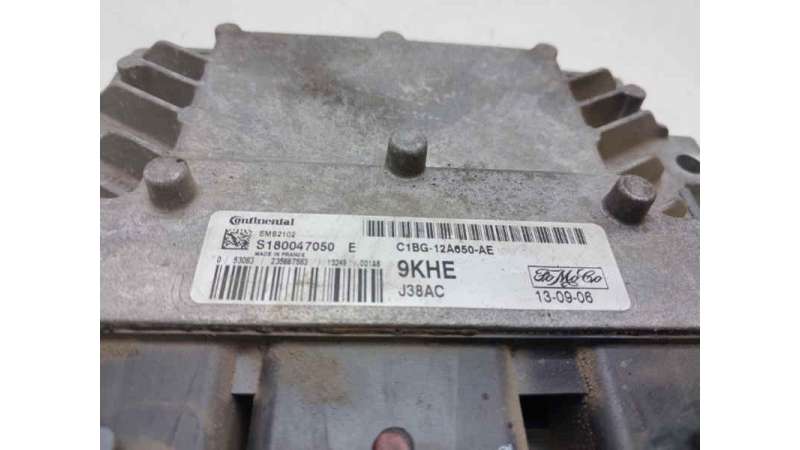 Continental
EMS2102
S180047050 E
MADE IN FRANCE
C1BG-12A650-AE
9KHE
J38AC
FoMoCo
13-09-06